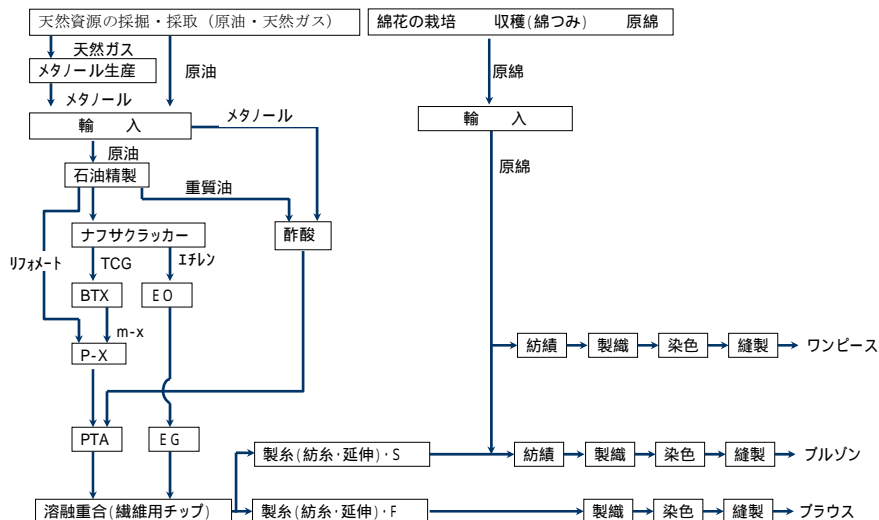 天然資源の採掘・採取（原油・天然ガス）
綿花の栽培　収穫(綿つみ)　原綿
天然ガス
原油
原綿
メタノール生産
メタノール
輸　入
メタノール
輸　入
原油
原綿
石油精製
重質油
ナフサクラッカー
酢酸
リフォメート
TCG
エチレン
BTX
EO
m-x
P-X
紡績
製織
染色
縫製
ワンピース
PTA
EG
製糸(紡糸・延伸)・S
紡績
製織
染色
縫製
ブルゾン
溶融重合(繊維用チップ)
製糸(紡糸・延伸)・F
製織
染色
縫製
ブラウス